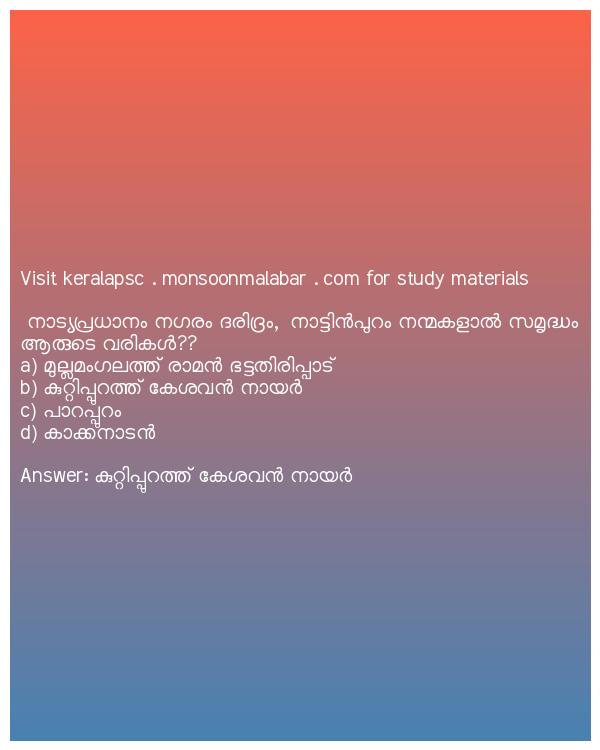 Visit keralapsc . monsoonmalabar . com for study materials
നാട്യപ്രധാനം നഗരം ദരിദ്രം, നാട്ടിൻപുറം നന്മകളാൽ സമൃദ്ധം
ആരുടെ വരികൾ??
a) മുല്ലമംഗലത്ത് രാമൻ ഭട്ടതിരിപ്പാട്
b) കുറ്റിപ്പുറത്ത് കേശവൻ നായർ
c) പാറപ്പുറം
d) കാക്കനാടൻ
Answer: കുറ്റിപ്പുറത്ത് കേശവൻ നായർ